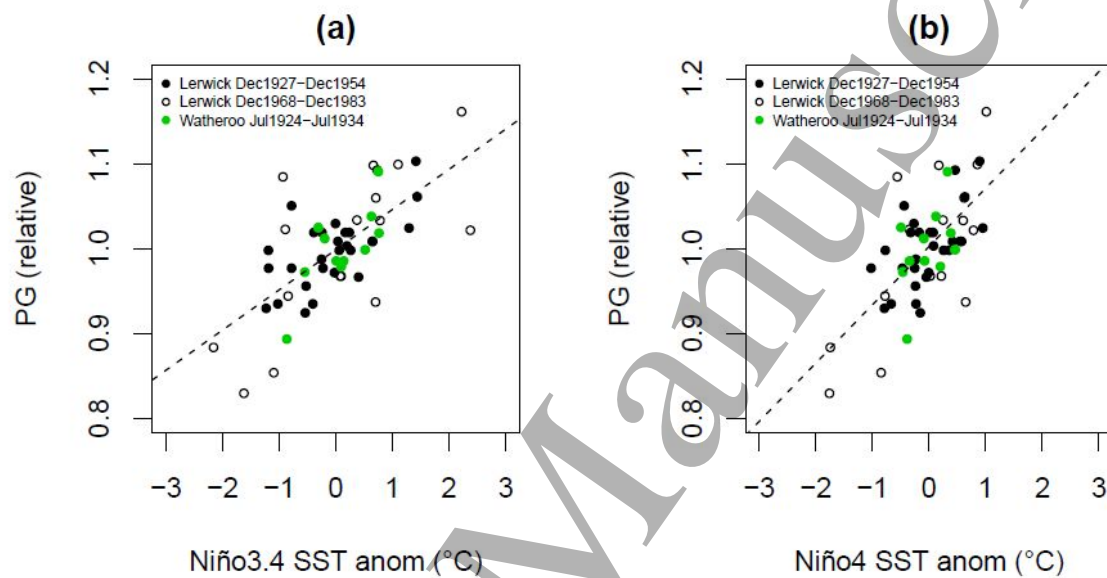 (a)
PG (relative)
1.2
1.1
1.0
0.9
0.8
Lerwick Dec1927−Dec1954
Lerwick Dec1968−Dec1983
Watheroo Jul1924−Jul1934
−3 −2 −1 0 1 2 3
Niño3.4 SST anom (°C)
(b)
PG (relative)
1.2
1.1
1.0
0.9
0.8
Lerwick Dec1927−Dec1954
Lerwick Dec1968−Dec1983
Watheroo Jul1924−Jul1934
−3 −2 −1 0 1 2 3
Niño4 SST anom (°C)
Manusc